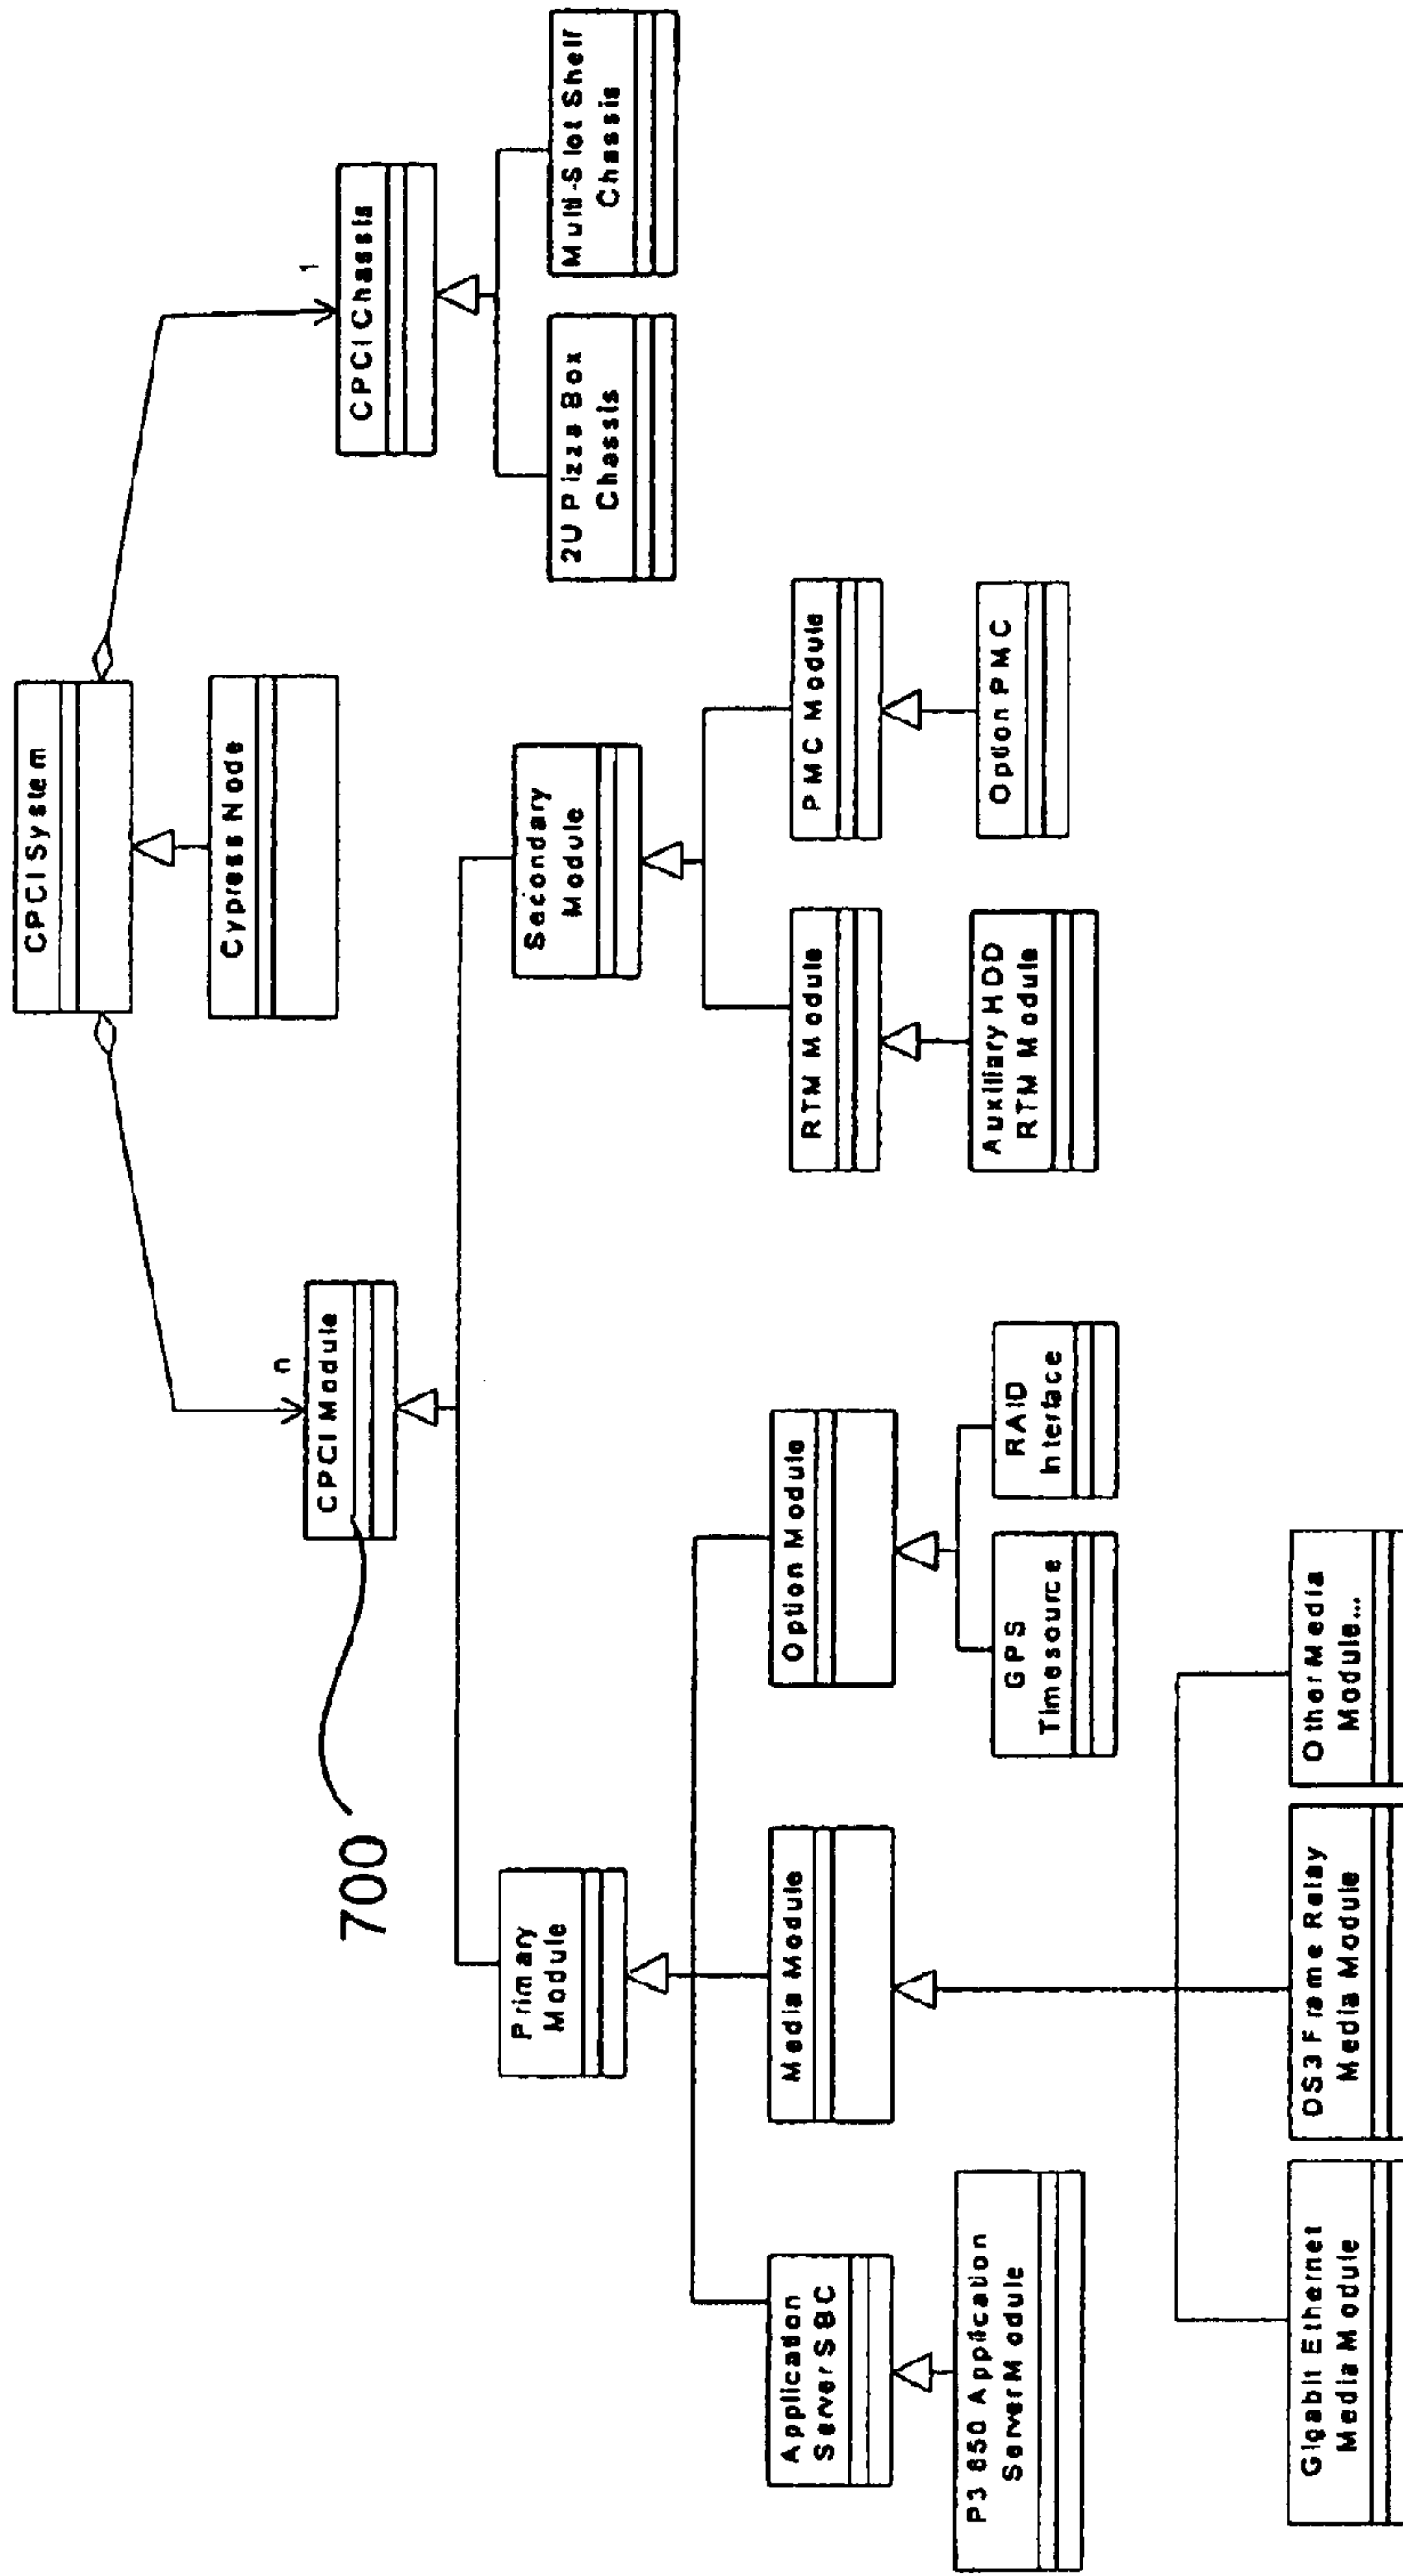 CPCI System
Cypress Node
n
1
CPCI Module
CPCI Chassis
700
Primary
Module
Secondary
Module
2U Pizza Box
Chassis
Multi-Slot Shelf
Chassis
Application
Server SBC
Media Module
Option Module
RTM Module
PMC Module
P3 850 Application
Server Module
GPS
Timesource
RAID
Interface
Auxiliary HDD
RTM Module
Option PMC
Gigabit Ethernet
Media Module
DS3 Frame Relay
Media Module
Other Media
Module...